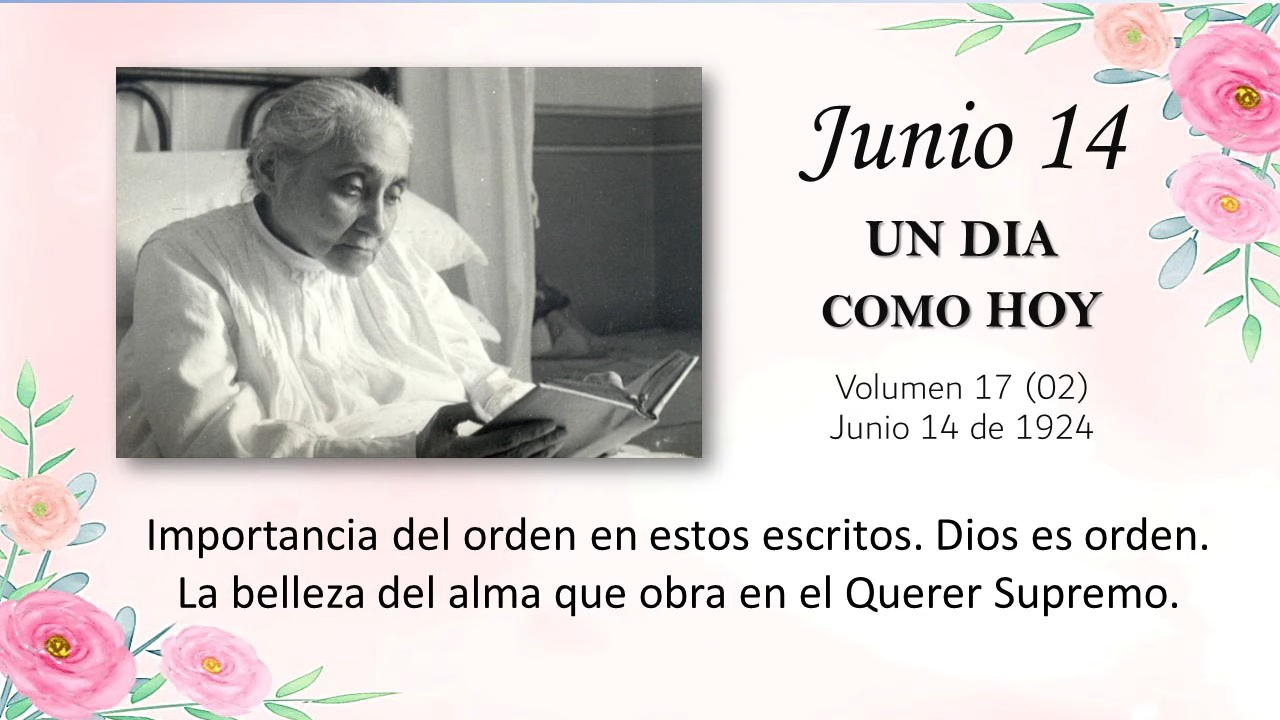 Junio 14
UN DIA
COMO HOY
Volumen 17 (02)
Junio 14 de 1924
Importancia del orden en estos escritos. Dios es orden.
La belleza del alma que obra en el Querer Supremo.